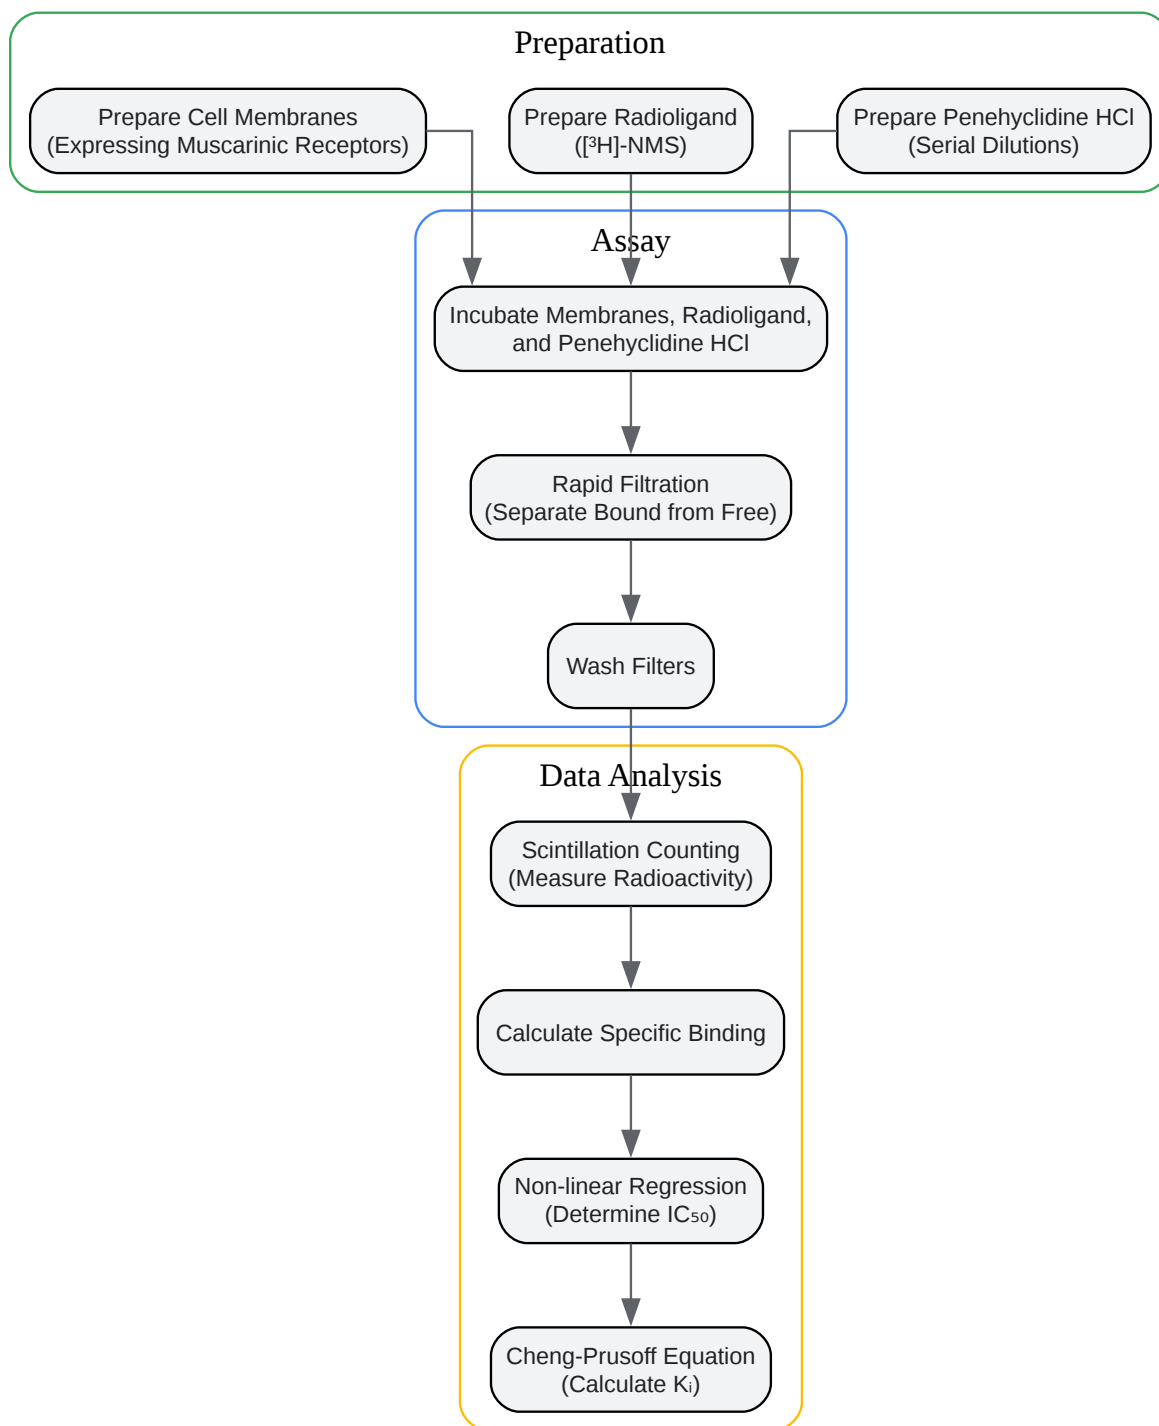 Preparation
Prepare Cell Membranes
(Expressing Muscarinic Receptors)
Prepare Radioligand
([³H]-NMS)
Prepare Penehyclidine HCl
(Serial Dilutions)
Assay
Incubate Membranes, Radioligand,
and Penehyclidine HCl
Rapid Filtration
(Separate Bound from Free)
Wash Filters
Data Analysis
Scintillation Counting
(Measure Radioactivity)
Calculate Specific Binding
Non-linear Regression
(Determine IC₅₀)
Cheng-Prusoff Equation
(Calculate Kᵢ)